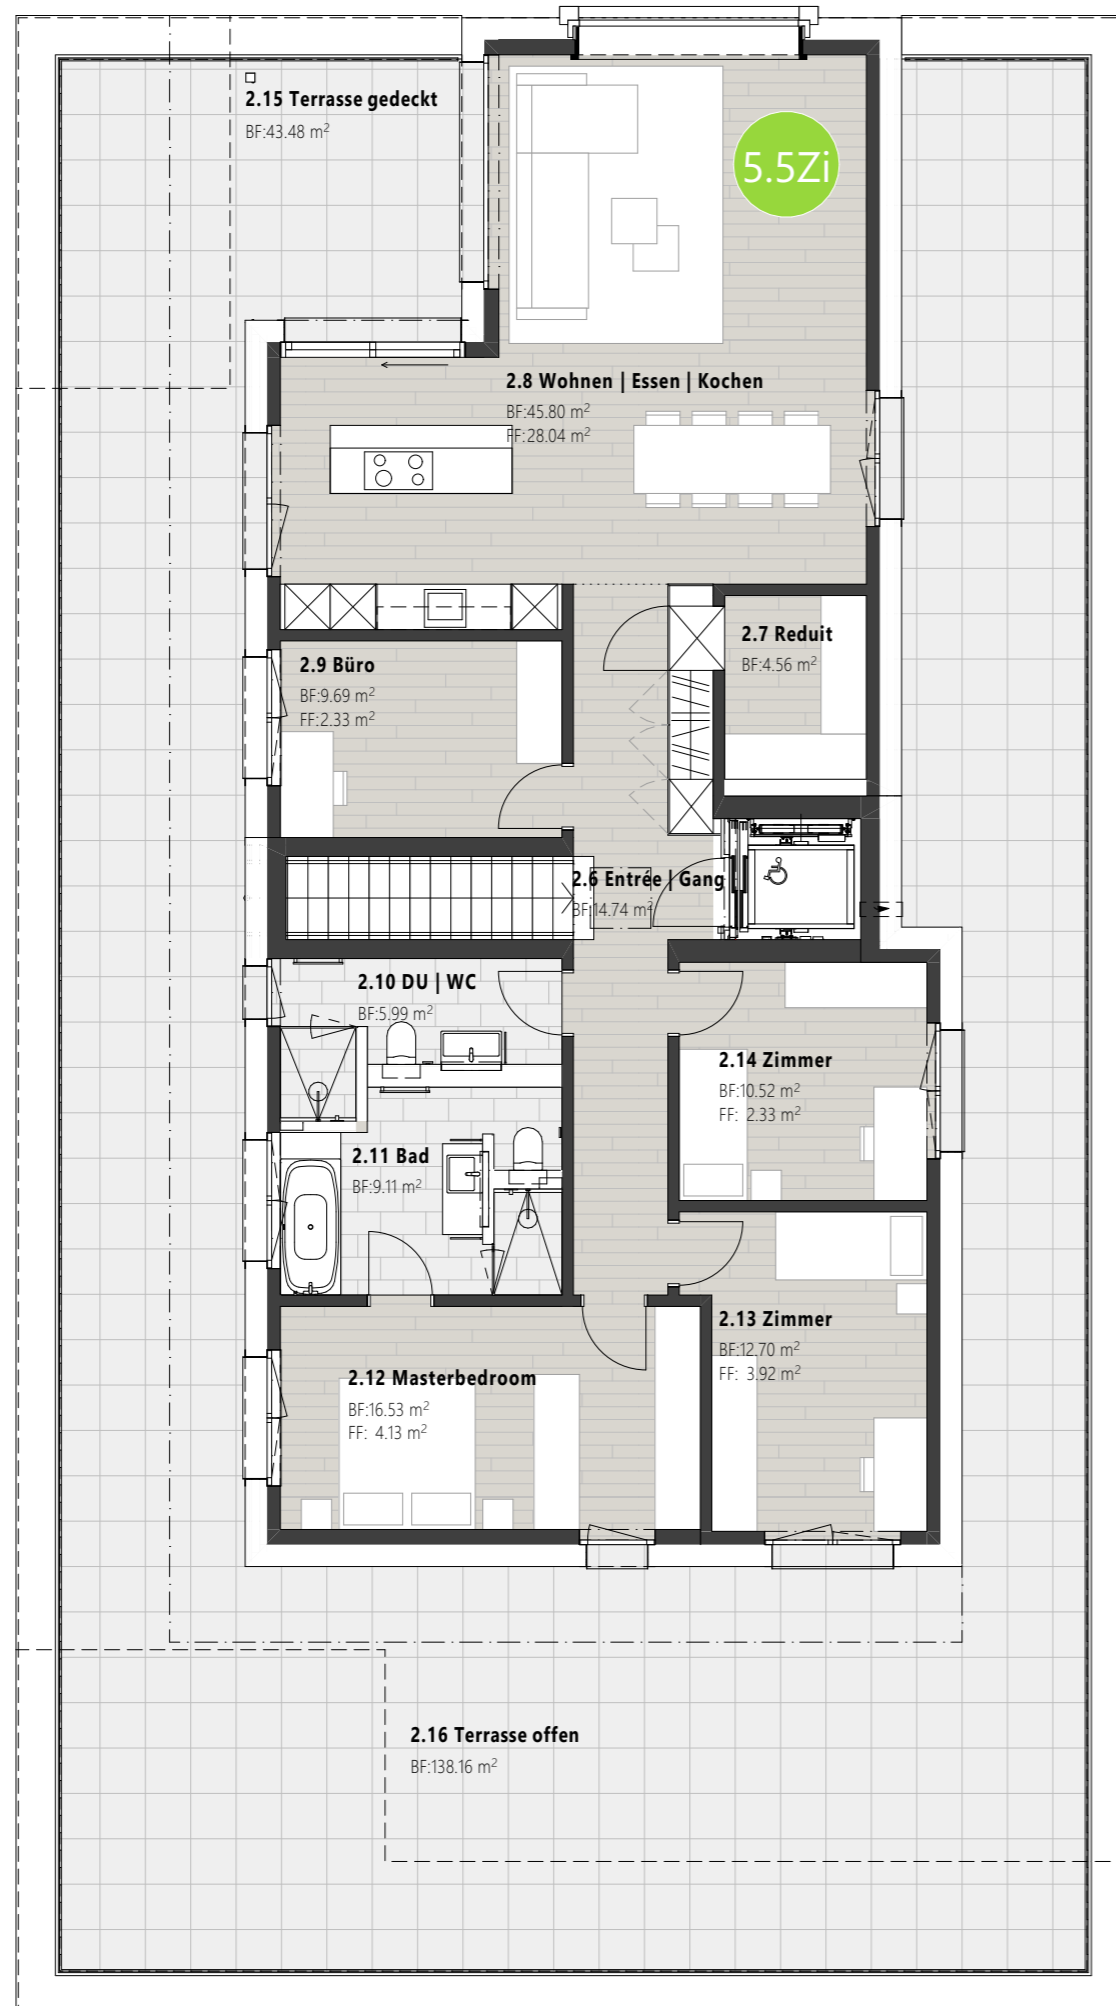 2.15 Terrasse gedeckt
BF:43.48 m²
5.5Zi
2.8 Wohnen | Essen | Kochen
BF:45.80 m²
FF:28.04 m²
2.7 Reduit
BF:4.56 m²
2.9 Büro
BF:9.69 m²
FF:2.33 m²
2.6 Entrée | Gang
BF:14.74 m²
2.10 DU | WC
BF:5.99 m²
2.14 Zimmer
BF:10.52 m²
FF: 2.33 m²
2.11 Bad
BF:9.11 m²
2.13 Zimmer
BF:12.70 m²
FF: 3.92 m²
2.12 Masterbedroom
BF:16.53 m²
FF: 4.13 m²
2.16 Terrasse offen
BF:138.16 m²